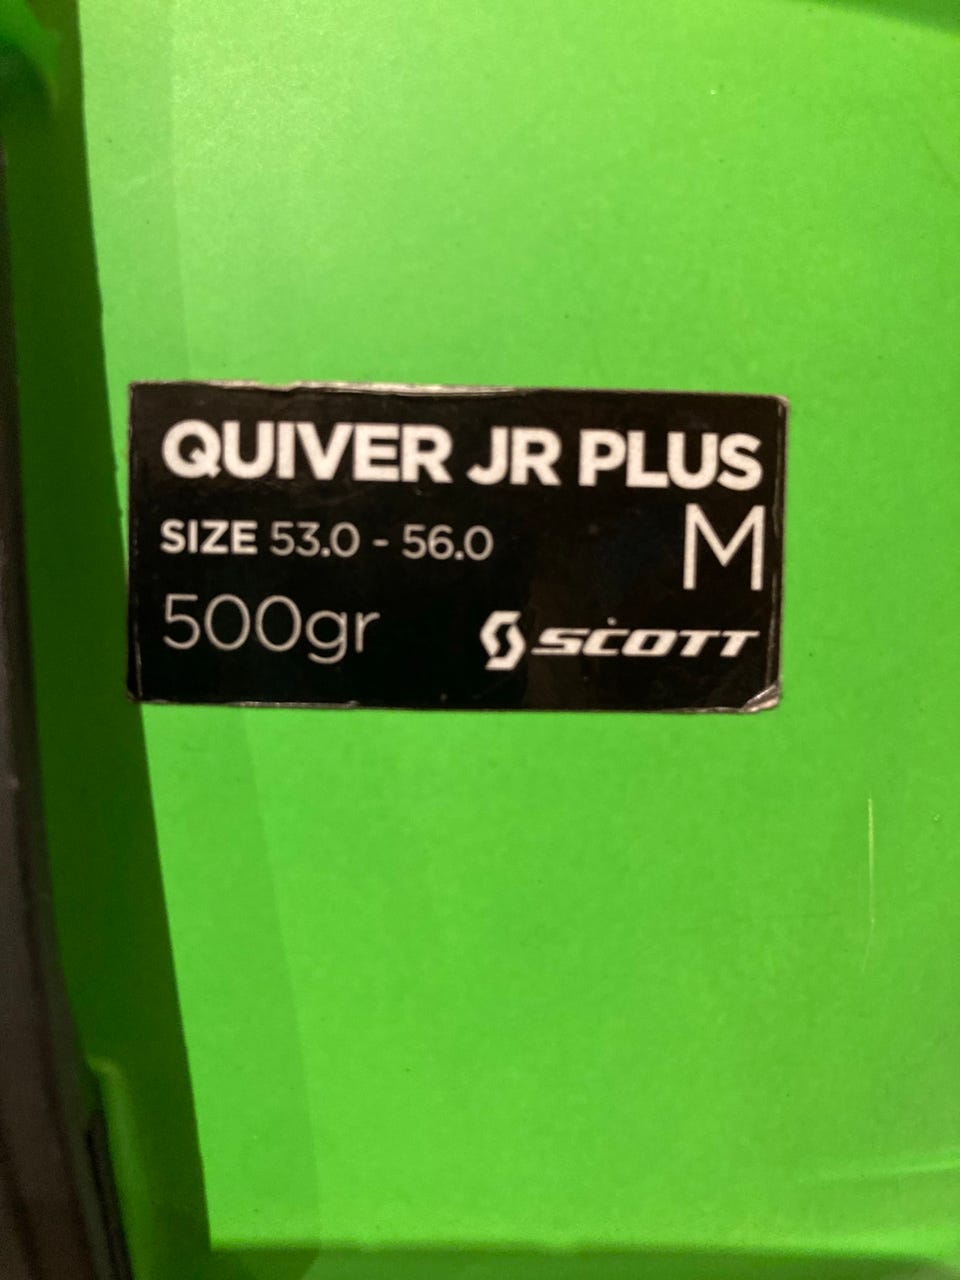 QUIVER JR PLUS
SIZE 53.0 - 56.0
M
500gr
SCOTT